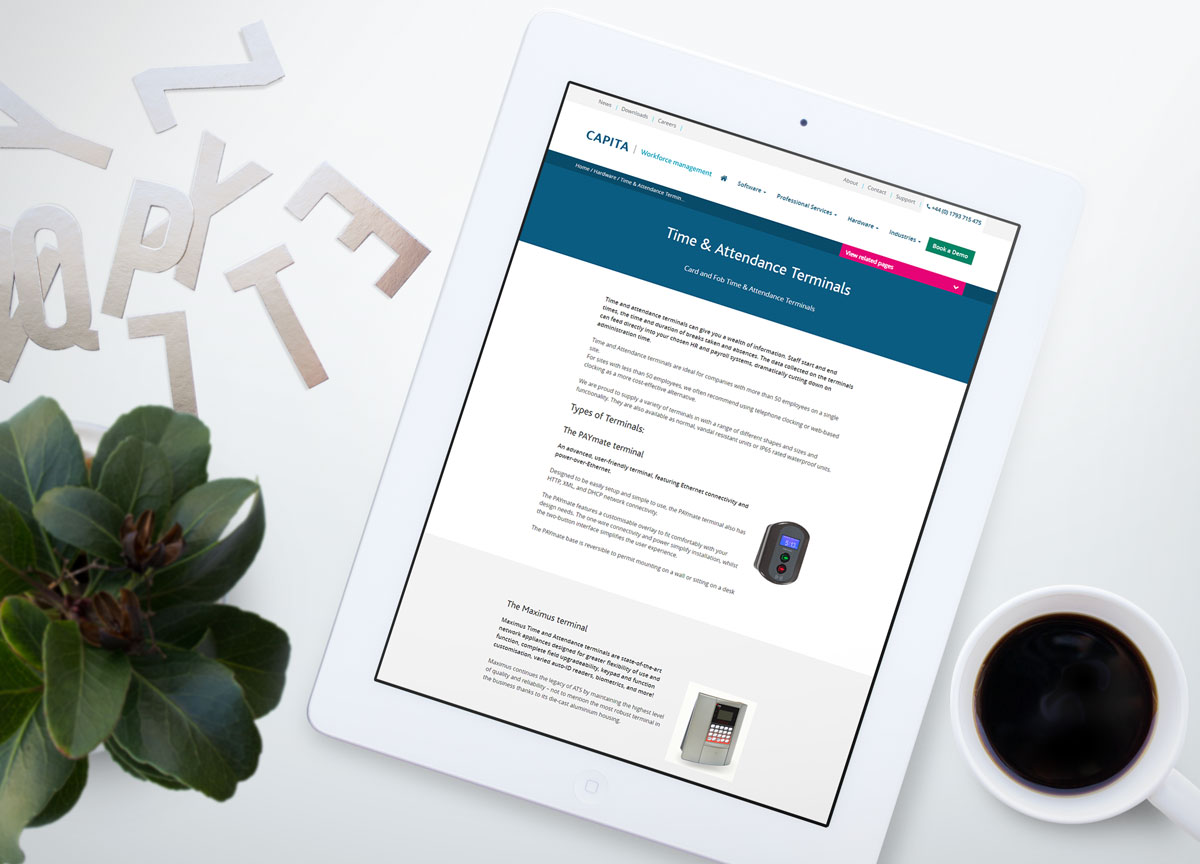 Y Z
Y
E
Q P
T
L
News | Downloads | Careers |
About | Contact | Support |
CAPITA | Workforce management
+44 (0) 1793 715 475
Software Professional Services Hardware Industries Book a Demo
Home / Hardware / Time & Attendance Termin...
View related pages
Time & Attendance Terminals
Card and Fob Time & Attendance Terminals
Time and attendance terminals can give you a wealth of information. Staff start and end
times, the time and duration of breaks taken and absences. The data collected on the terminals
can feed directly into your chosen HR and payroll systems, dramatically cutting down on
administration time.
Time and Attendance terminals are ideal for companies with more than 50 employees on a single
site.
For sites with less than 50 employees, we often recommend using telephone clocking or web-based
clocking as a more cost-effective alternative.
We are proud to supply a variety of terminals in with a range of different shapes and sizes and
functionality. They are also available as normal, vandal resistant units or IP65 rated waterproof units.
Types of Terminals:
The PAYmate terminal
An advanced, user-friendly terminal, featuring Ethernet connectivity and
power-over-Ethernet.
Designed to be easily setup and simple to use, the PAYmate terminal also has
HTTP, XML, and DHCP network connectivity.
The PAYmate features a customisable overlay to fit comfortably with your
design needs. The one wire connectivity and power simplify installation, whilst
the two-button interface simplifies the user experience.
The PAYmate base is reversible to permit mounting on a wall or sitting on a desk
The Maximus terminal
Maximus Time and Attendance terminals are state-of-the-art
network appliances designed for greater flexibility of use and
function, complete field upgradeability, keypad and function
customisation, varied auto-ID readers, biometrics, and more!
Maximus continues the legacy of ATS by maintaining the highest level
of quality and reliability – not to mention the most robust terminal in
the business thanks to its die-cast aluminium housing.